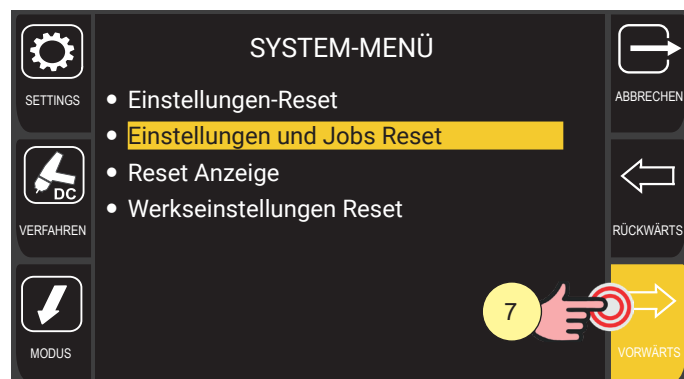 SYSTEM-MENÜ
SETTINGS
• Einstellungen-Reset
ABBRECHEN
• Einstellungen und Jobs Reset
• Reset Anzeige
DC
• Werkseinstellungen Reset
VERFAHREN
RÜCKWÄRTS
7
MODUS
VORWÄRTS